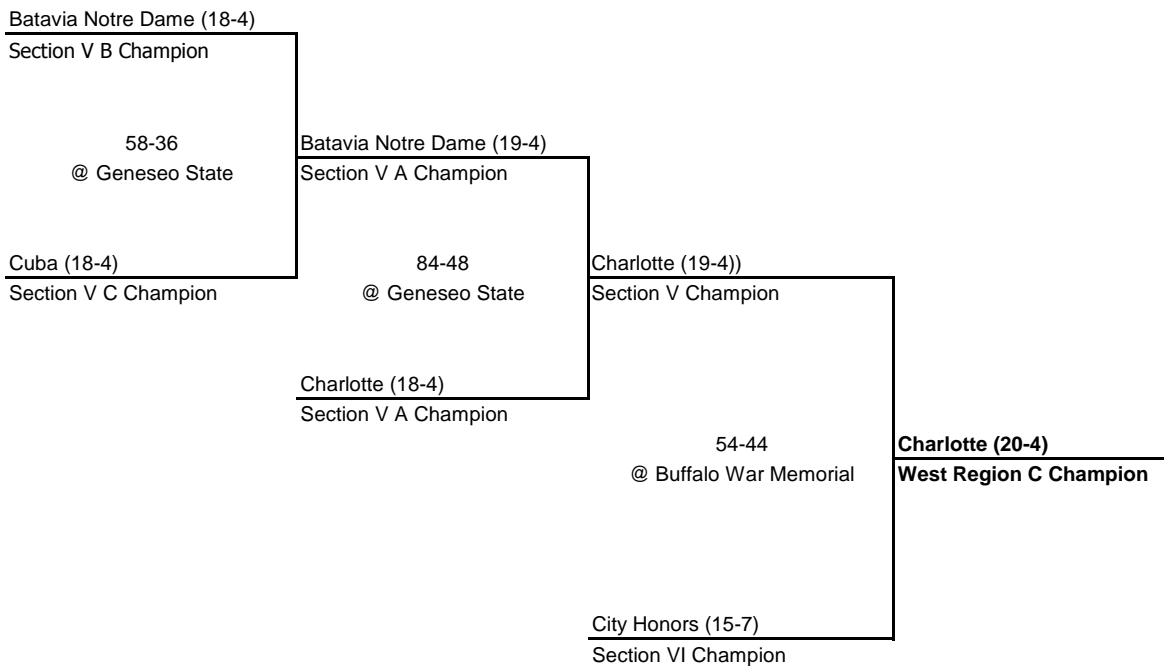 Batavia Notre Dame (18-4)
Section V B Champion
58-36
@ Geneseo State
Batavia Notre Dame (19-4)
Section V A Champion
Cuba (18-4)
Section V C Champion
84-48
@ Geneseo State
Charlotte (19-4))
Section V Champion
Charlotte (18-4)
Section V A Champion
54-44
@ Buffalo War Memorial
Charlotte (20-4)
West Region C Champion
City Honors (15-7)
Section VI Champion